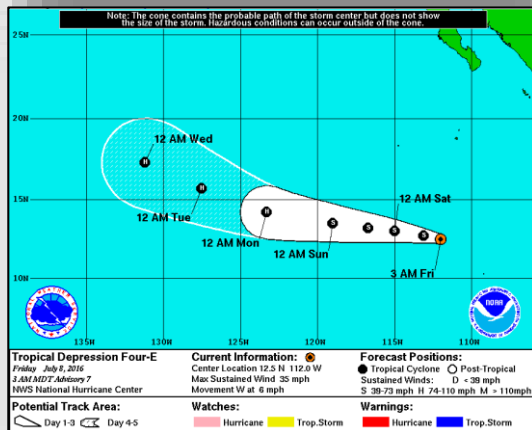 Note: The cone contains the probable path of the storm center but does not show
the size of the storm. Hazardous conditions can occur outside of the cone.
25N
20N
12 AM Wed
15N
12 AM Sat
12 AM Tue
12 AM Mon
12 AM Sun
3 AM Fri
10N
NOAA
135W
130W
125W
120W
115W
110W
Tropical Depression Four-E
Friday July 8, 2016
3 AM MDT Advisory 7
NWS National Hurricane Center
Current Information:
Center Location 12.5 N 112.0 W
Max Sustained Wind 35 mph
Movement W at 6 mph
Forecast Positions:
Tropical Cyclone Post-Tropical
Sustained Winds: D < 39 mph
S 39-73 mph H 74-110 mph M > 110mph
Potential Track Area:
Day 1-3 Day 4-5
Watches:
Hurricane Trop.Storm
Warnings:
Hurricane Trop.Storm